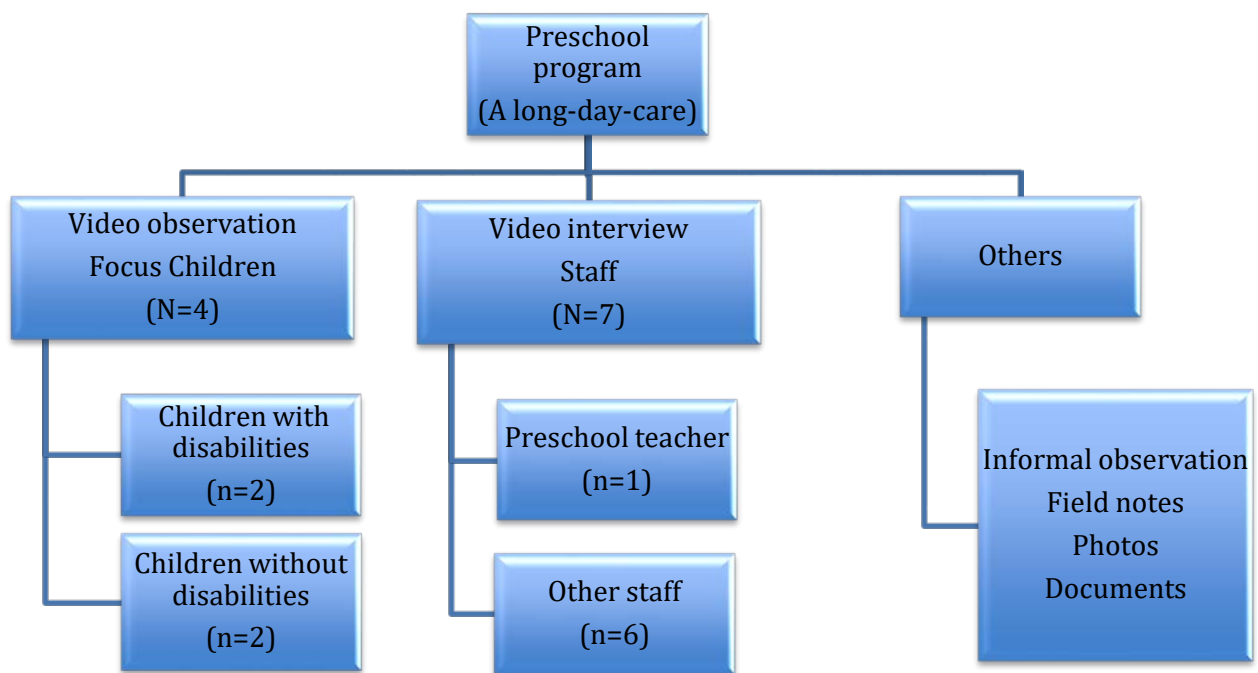 Preschool
program
(A long-day-care)
Video observation
Focus Children
(N=4)
Video interview
Staff
(N=7)
Others
Children with
disabilities
(n=2)
Children without
disabilities
(n=2)
Preschool teacher
(n=1)
Other staff
(n=6)
Informal observation
Field notes
Photos
Documents